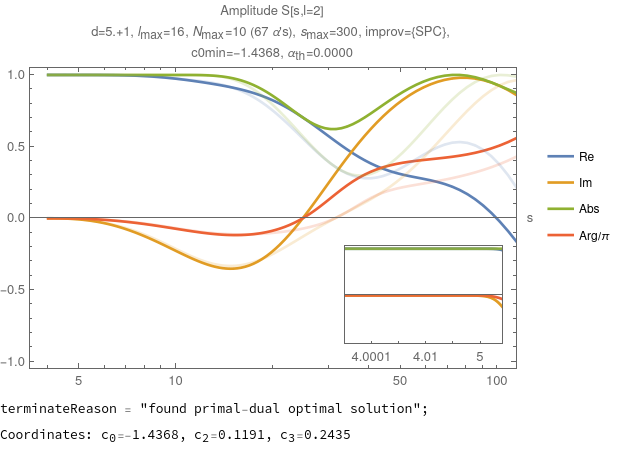 Amplitude S[s,l=2]
d=5.+1, lmax=16, Nmax=10 (67 α's), smax=300, improv={SPC},
c0min=−1.4368, αth=0.0000
1.0
0.5
0.0
−0.5
−1.0
s
Re
Im
Abs
Arg/π
4.0001 4.01 5
5 10 50 100
terminateReason = "found primal-dual optimal solution";
Coordinates: c0=−1.4368, c2=0.1191, c3=0.2435